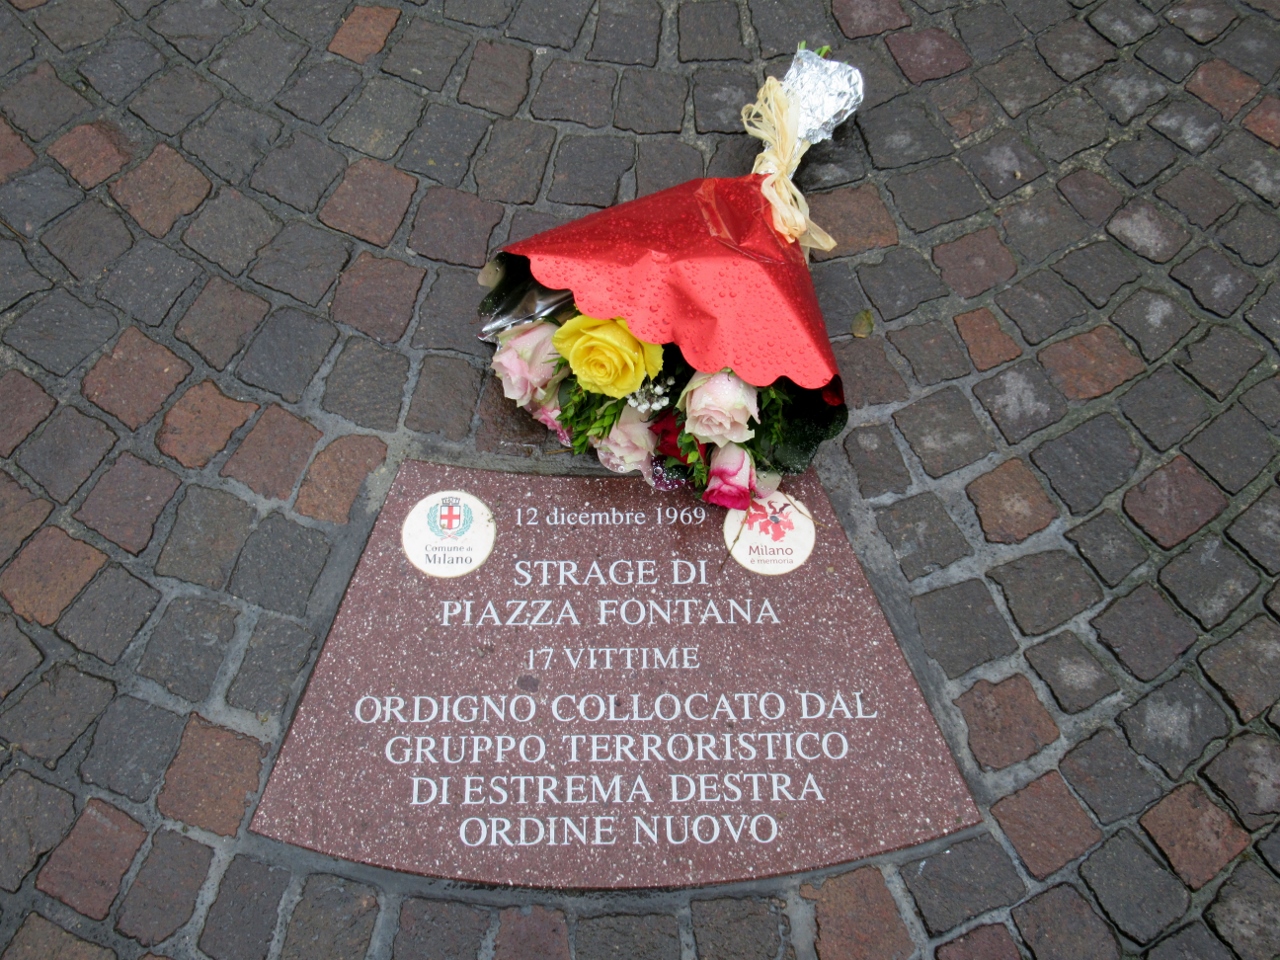 12 dicembre 1969
Comune di
Milano
Milano
è memoria
STRAGE DI
PIAZZA FONTANA
17 VITTIME
ORDIGNO COLLOCATO DAL
GRUPPO TERRORISTICO
DI ESTREMA DESTRA
ORDINE NUOVO